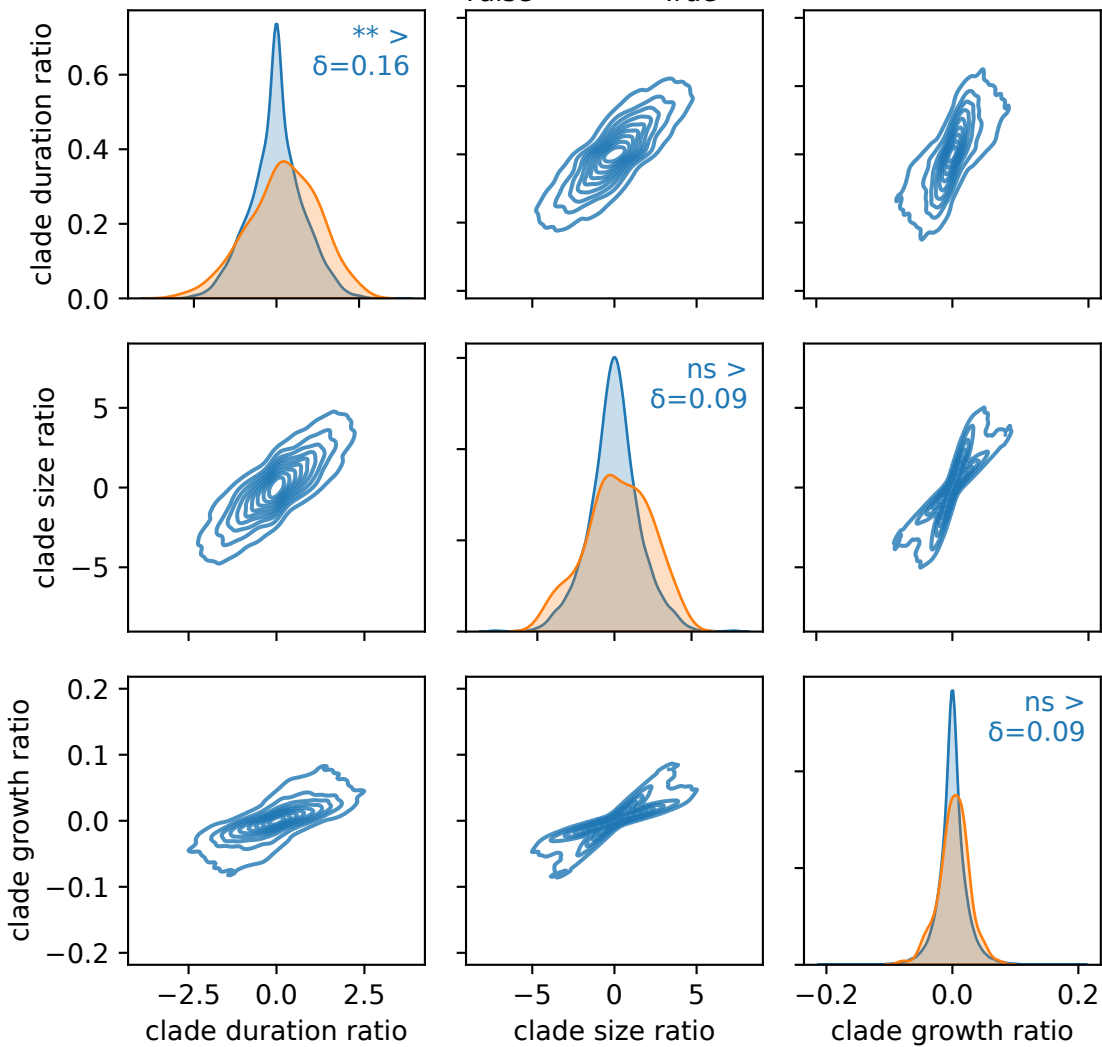 clade duration ratio
0.6
0.4
0.2
0.0
** >
δ=0.16
clade size ratio
5
0
−5
ns >
δ=0.09
clade growth ratio
0.2
0.1
0.0
−0.1
−0.2
ns >
δ=0.09
−2.5 0.0 2.5
−5 0 5
−0.2 0.0 0.2
clade duration ratio
clade size ratio
clade growth ratio